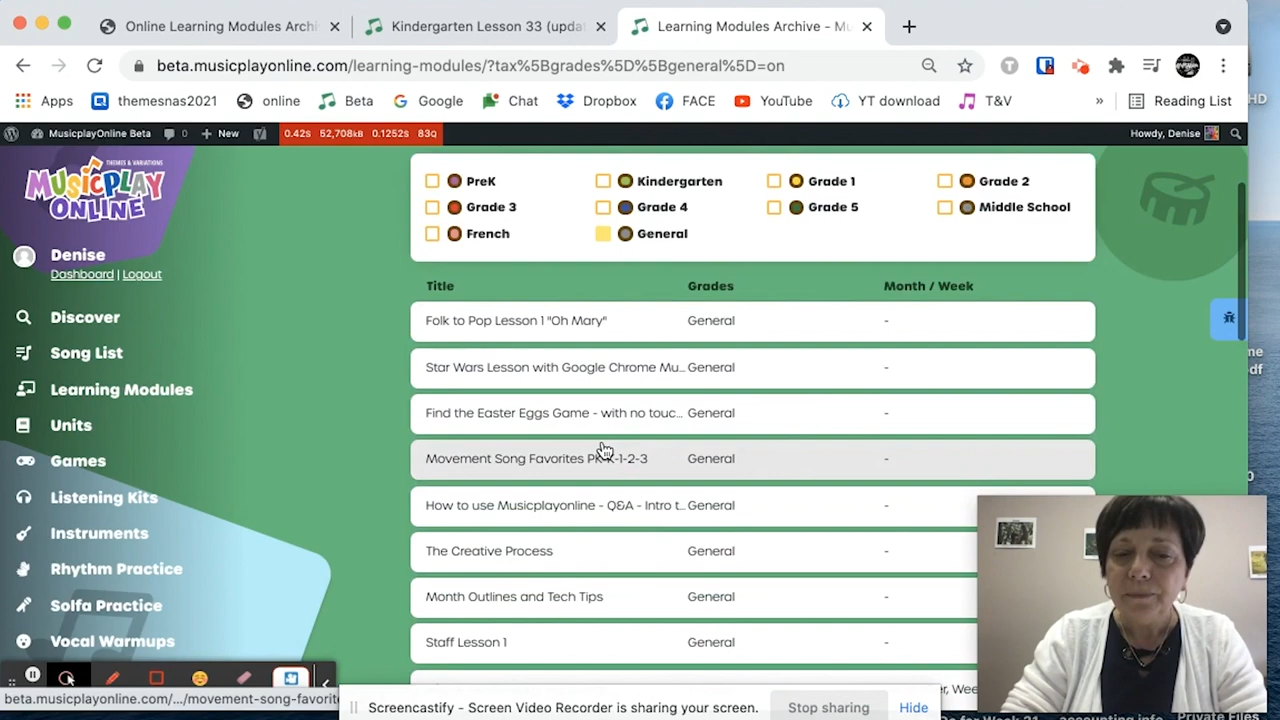 Online Learning Modules Archi
Kindergarten Lesson 33 (upda
Learning Modules Archive - Mu
beta.musicplayonline.com/learning-modules/?tax%5Bgrades%5D%5Bgeneral%5D=on
Apps
themesnas2021
online
Beta
Google
Chat
Dropbox
FACE
YouTube
YT download
T&V
»
Reading List
MusicplayOnline Beta
0
New
0.42s
52,708kB
0.1252s
83Q
Howdy, Denise
THEMES & VARIATIONS
MUSICPLAY
ONLINE
Denise
Dashboard | Logout
Discover
Song List
Learning Modules
Units
Games
Listening Kits
Instruments
Rhythm Practice
Solfa Practice
Vocal Warmups
PreK
Kindergarten
Grade 1
Grade 2
Grade 3
Grade 4
Grade 5
Middle School
French
General
Title Grades Month / Week
Folk to Pop Lesson 1 "Oh Mary" General -
Star Wars Lesson with Google Chrome Mu... General -
Find the Easter Eggs Game - with no touc... General -
Movement Song Favorites PK-K-1-2-3 General -
How to use Musicplayonline - Q&A - Intro t... General -
The Creative Process General -
Month Outlines and Tech Tips General -
Staff Lesson 1 General -
beta.musicplayonline.com/.../movement-song-favorite
Screencastify - Screen Video Recorder is sharing your screen.
Stop sharing
Hide
HD
Private Files